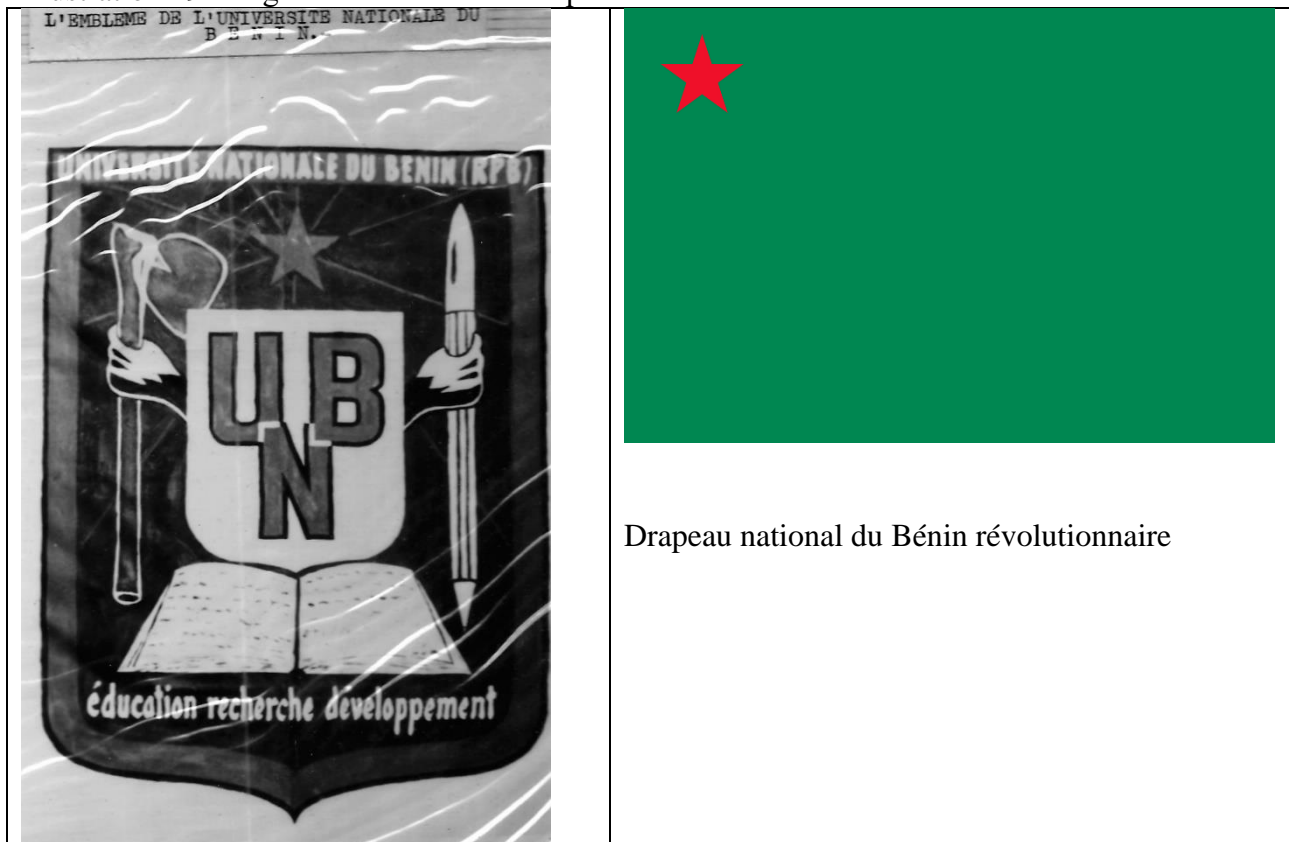 L'EMBLEME DE L'UNIVERSITE NATIONALE DU
B E N I N.
UNIVERSITE NATIONALE DU BENIN (RPB)
U B
N
éducation recherche développement
Drapeau national du Bénin révolutionnaire